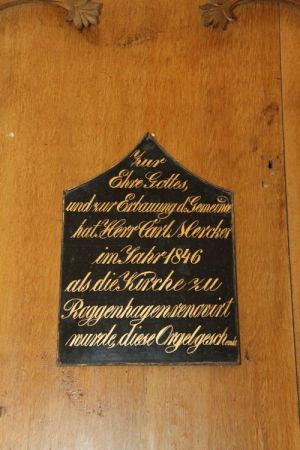 Zur
Ehre Gottes,
und zur Erbauung d. Gemeinde
hat Herr Carl Mercker
im Jahr 1846
als die Kirche zu
Roggenhagen renovirt
wurde, diese Orgel geschenkt